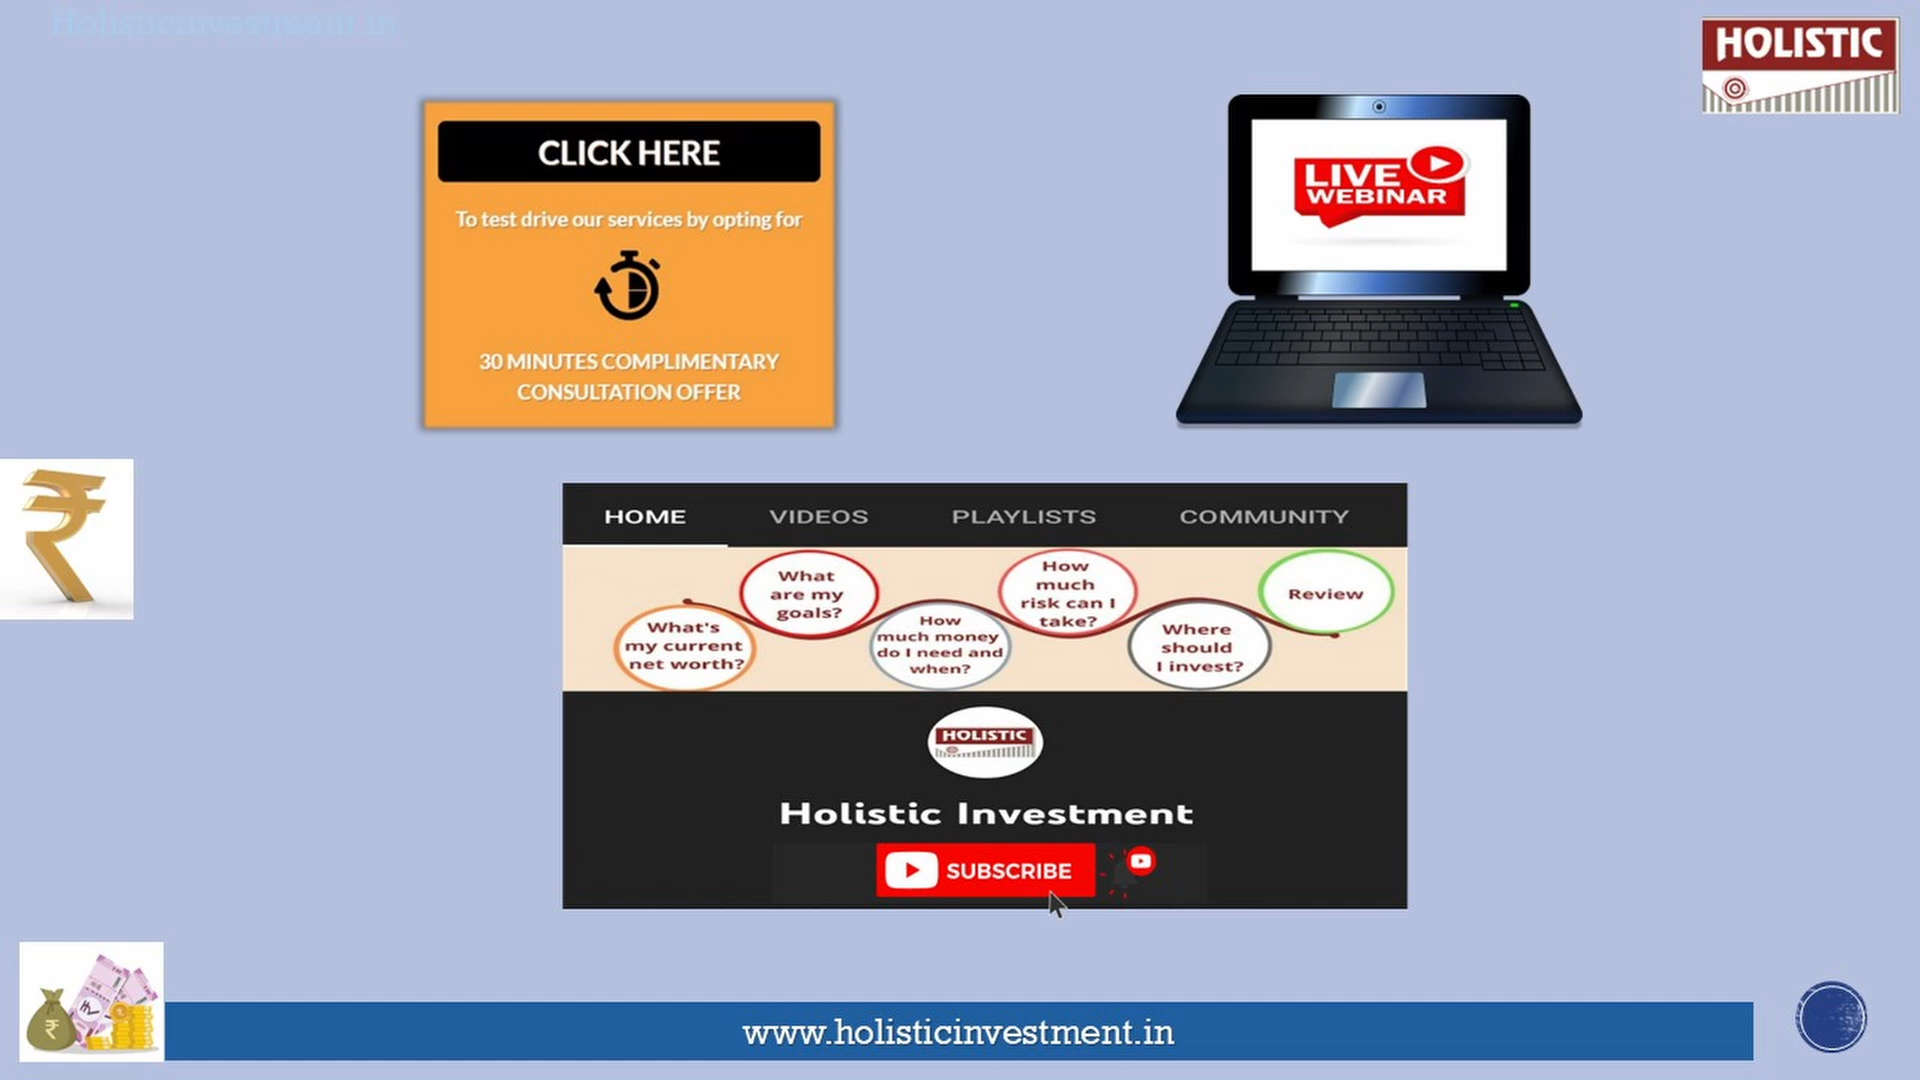 Holisticinvestment.in
HOLISTIC
CLICK HERE
To test drive our services by opting for
30 MINUTES COMPLIMENTARY
CONSULTATION OFFER
LIVE
WEBINAR
HOME VIDEOS PLAYLISTS COMMUNITY
What's
my current
net worth?
What
are my
goals?
How
much money
do I need and
when?
How
much
risk can I
take?
Where
should
I invest?
Review
HOLISTIC
Holistic Investment
SUBSCRIBE
www.holisticinvestment.in